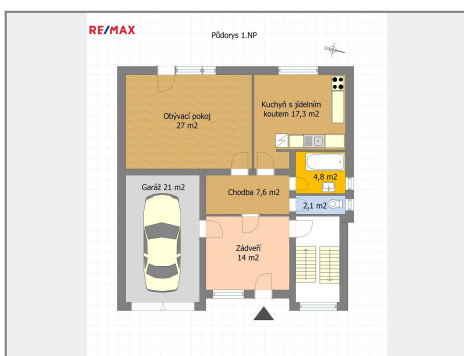 RE/MAX
Půdorys 1.NP
Obývací pokoj
27 m2
Kuchyň s jídelním
koutem 17,3 m2
4,8 m2
Garáž 21 m2
Chodba 7,6 m2
2,1 m2
Zádveří
14 m2